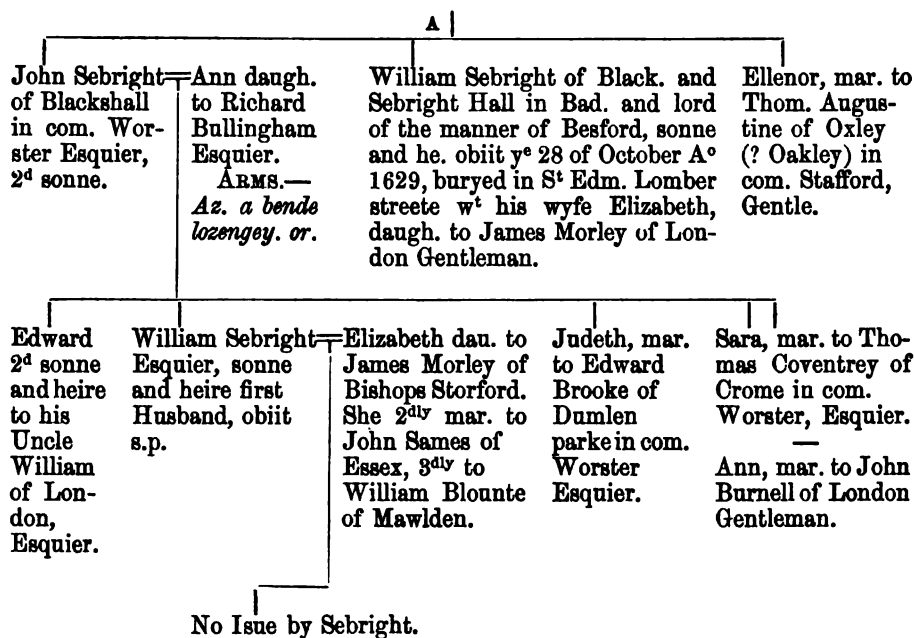 A
John Sebright
of Blackshall
in com. Wor-
ster Esquier,
2ᵈ sonne.
Ann daugh.
to Richard
Bullingham
Esquier.
ARMS.—
Az. a bende
lozengey. or.
William Sebright of Black. and
Sebright Hall in Bad. and lord
of the manner of Besford, sonne
and he. obiit yᵉ 28 of October Aᵒ
1629, buryed in Sᵗ Edm. Lomber
streete wᵗ his wyfe Elizabeth,
daugh. to James Morley of Lon-
don Gentleman.
Ellenor, mar. to
Thom. Augus-
tine of Oxley
(? Oakley) in
com. Stafford,
Gentle.
Edward
2ᵈ sonne
and heire
to his
Uncle
William
of Lon-
don,
Esquier.
William Sebright
Esquier, sonne
and heire first
Husband, obiit
s.p.
Elizabeth dau. to
James Morley of
Bishops Storford.
She 2ᵈˡʸ mar. to
John Sames of
Essex, 3ᵈˡʸ to
William Blounte
of Mawlden.
Judeth, mar.
to Edward
Brooke of
Dumlen
parke in com.
Worster
Esquier.
Sara, mar. to Tho-
mas Coventrey of
Crome in com.
Worster, Esquier.
—
Ann, mar. to John
Burnell of London
Gentleman.
No Isue by Sebright.